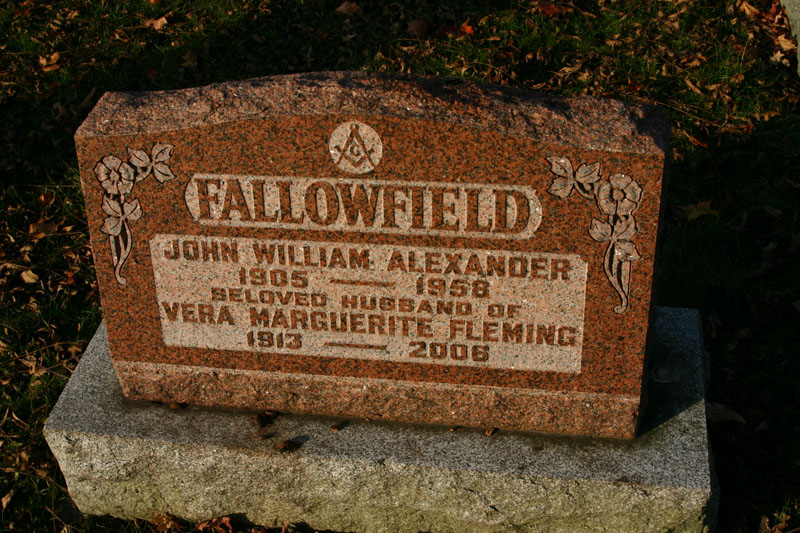 G
FALLOWFIELD
JOHN WILLIAM ALEXANDER
1905 — 1958
BELOVED HUSBAND OF
VERA MARGUERITE FLEMING
1913 — 2006